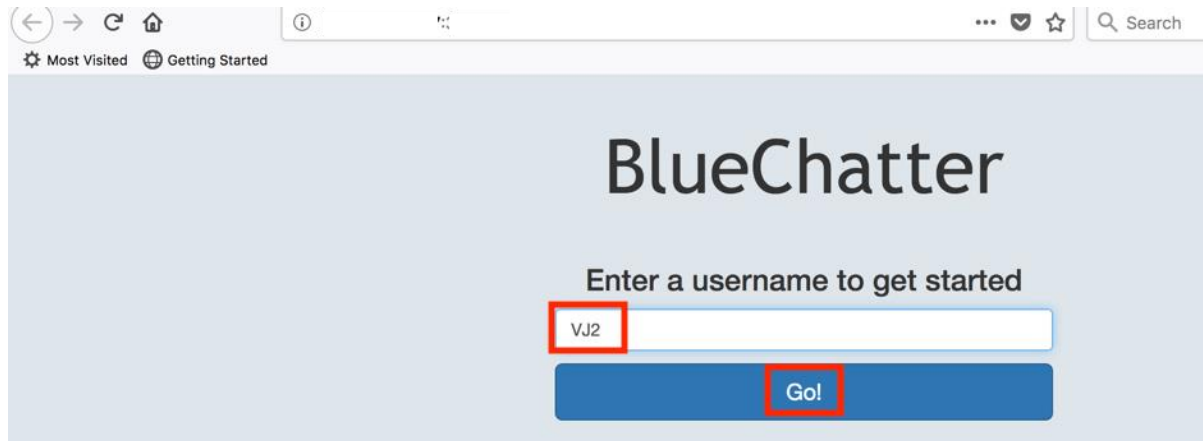 Search
Most Visited Getting Started
BlueChatter
Enter a username to get started
VJ2
Go!